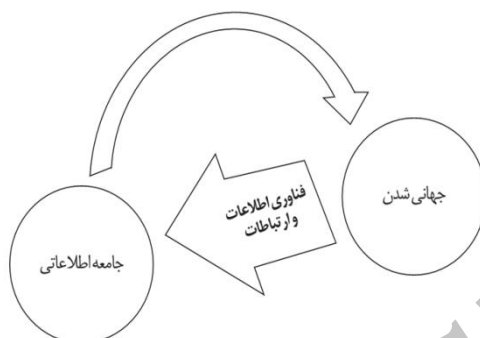 جهانی شدن
فناوری اطلاعات
و ارتباطات
جامعه اطلاعاتی